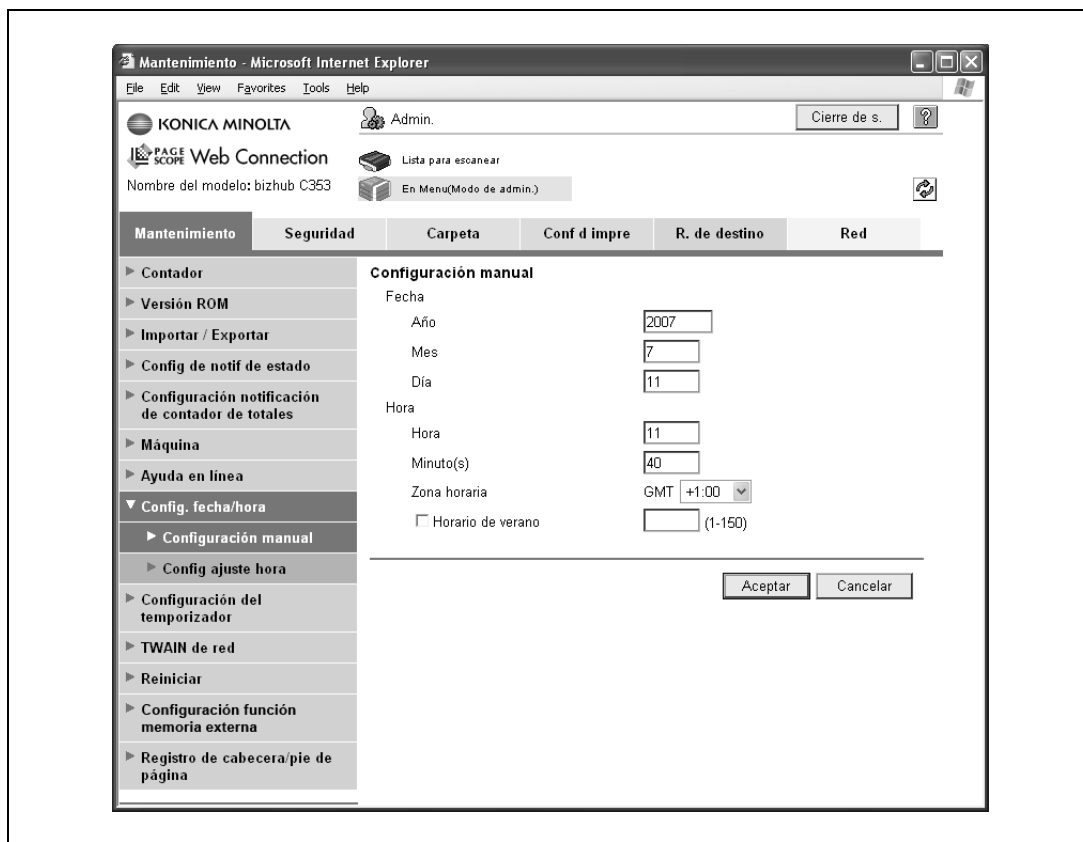 Mantenimiento - Microsoft Internet Explorer
File Edit View Favorites Tools Help
KONICA MINOLTA
Admin.
Cierre de s.
?
PAGE SCOPE Web Connection
Lista para escanear
Nombre del modelo: bizhub C353
En Menu(Modo de admin.)
Mantenimiento Seguridad Carpeta Conf d impre R. de destino Red
Contador
Versión ROM
Importar / Exportar
Config de notif de estado
Configuración notificación
de contador de totales
Máquina
Ayuda en línea
Config. fecha/hora
Configuración manual
Config ajuste hora
Configuración del
temporizador
TWAIN de red
Reiniciar
Configuración función
memoria externa
Registro de cabecera/pie de
página
Configuración manual
Fecha
Año 2007
Mes 7
Día 11
Hora
Hora 11
Minuto(s) 40
Zona horaria GMT +1:00
Horario de verano (1-150)
Aceptar Cancelar